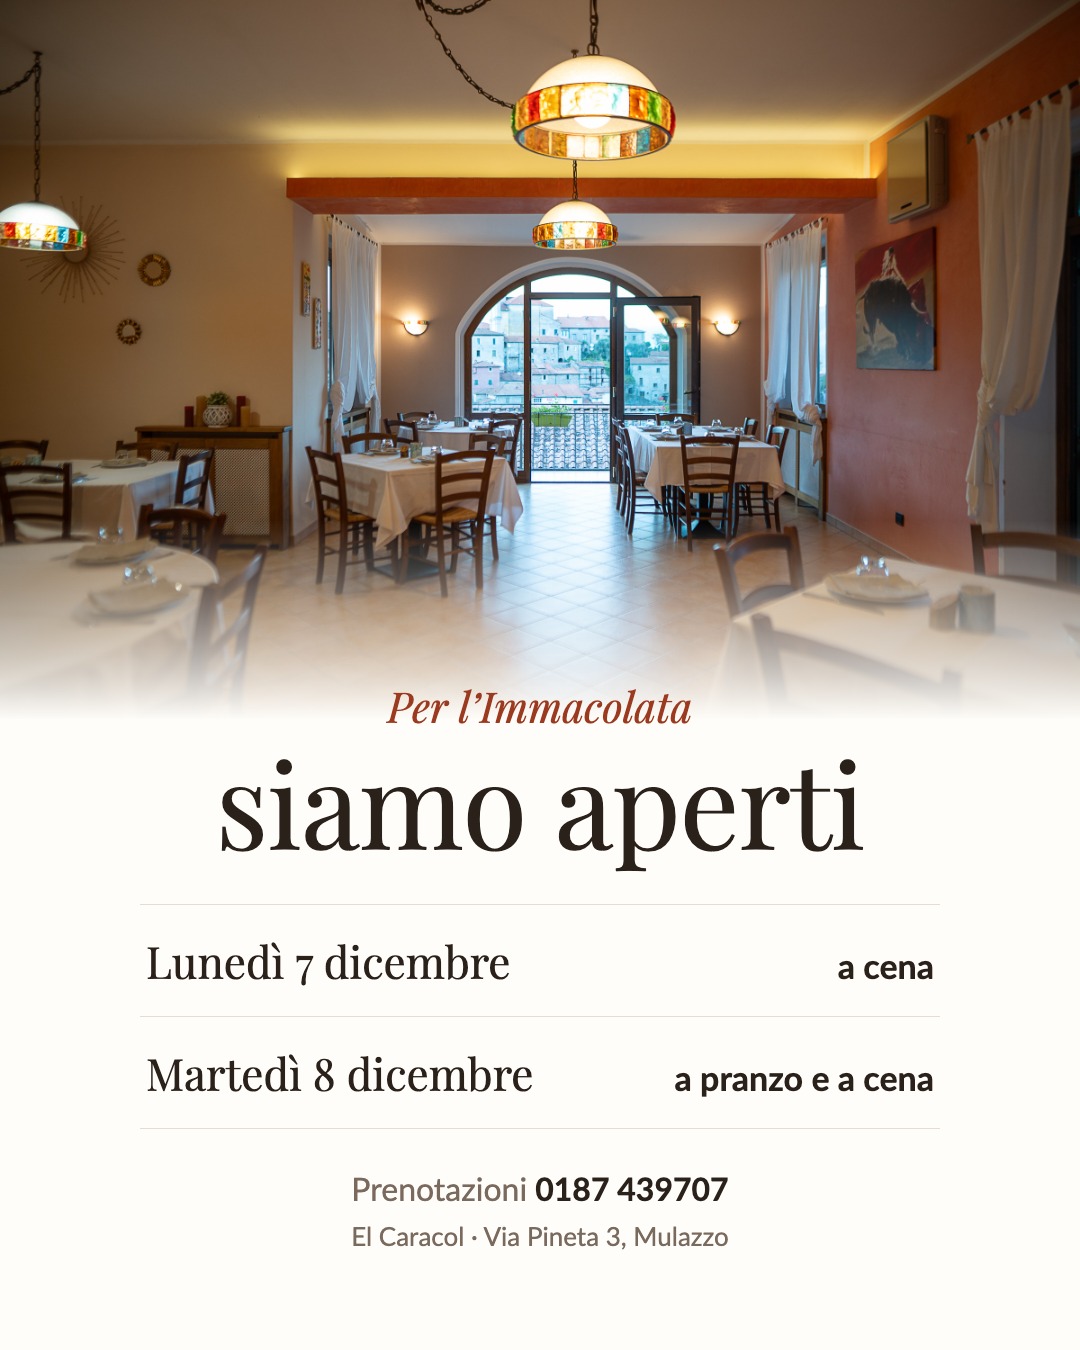 Per l’Immacolata
siamo aperti
Lunedì 7 dicembre a cena
Martedì 8 dicembre a pranzo e a cena
Prenotazioni 0187 439707
El Caracol · Via Pineta 3, Mulazzo